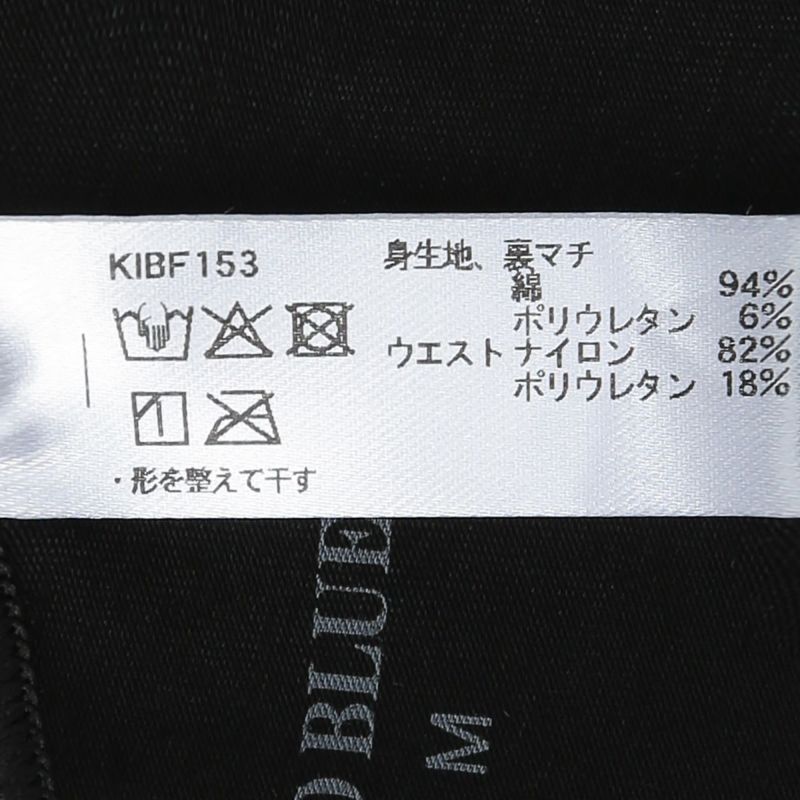 KIBF153
・形を整えて干す
身生地、裏マチ
綿 94%
ポリウレタン 6%
ウエスト ナイロン 82%
ポリウレタン 18%
BLUE
M